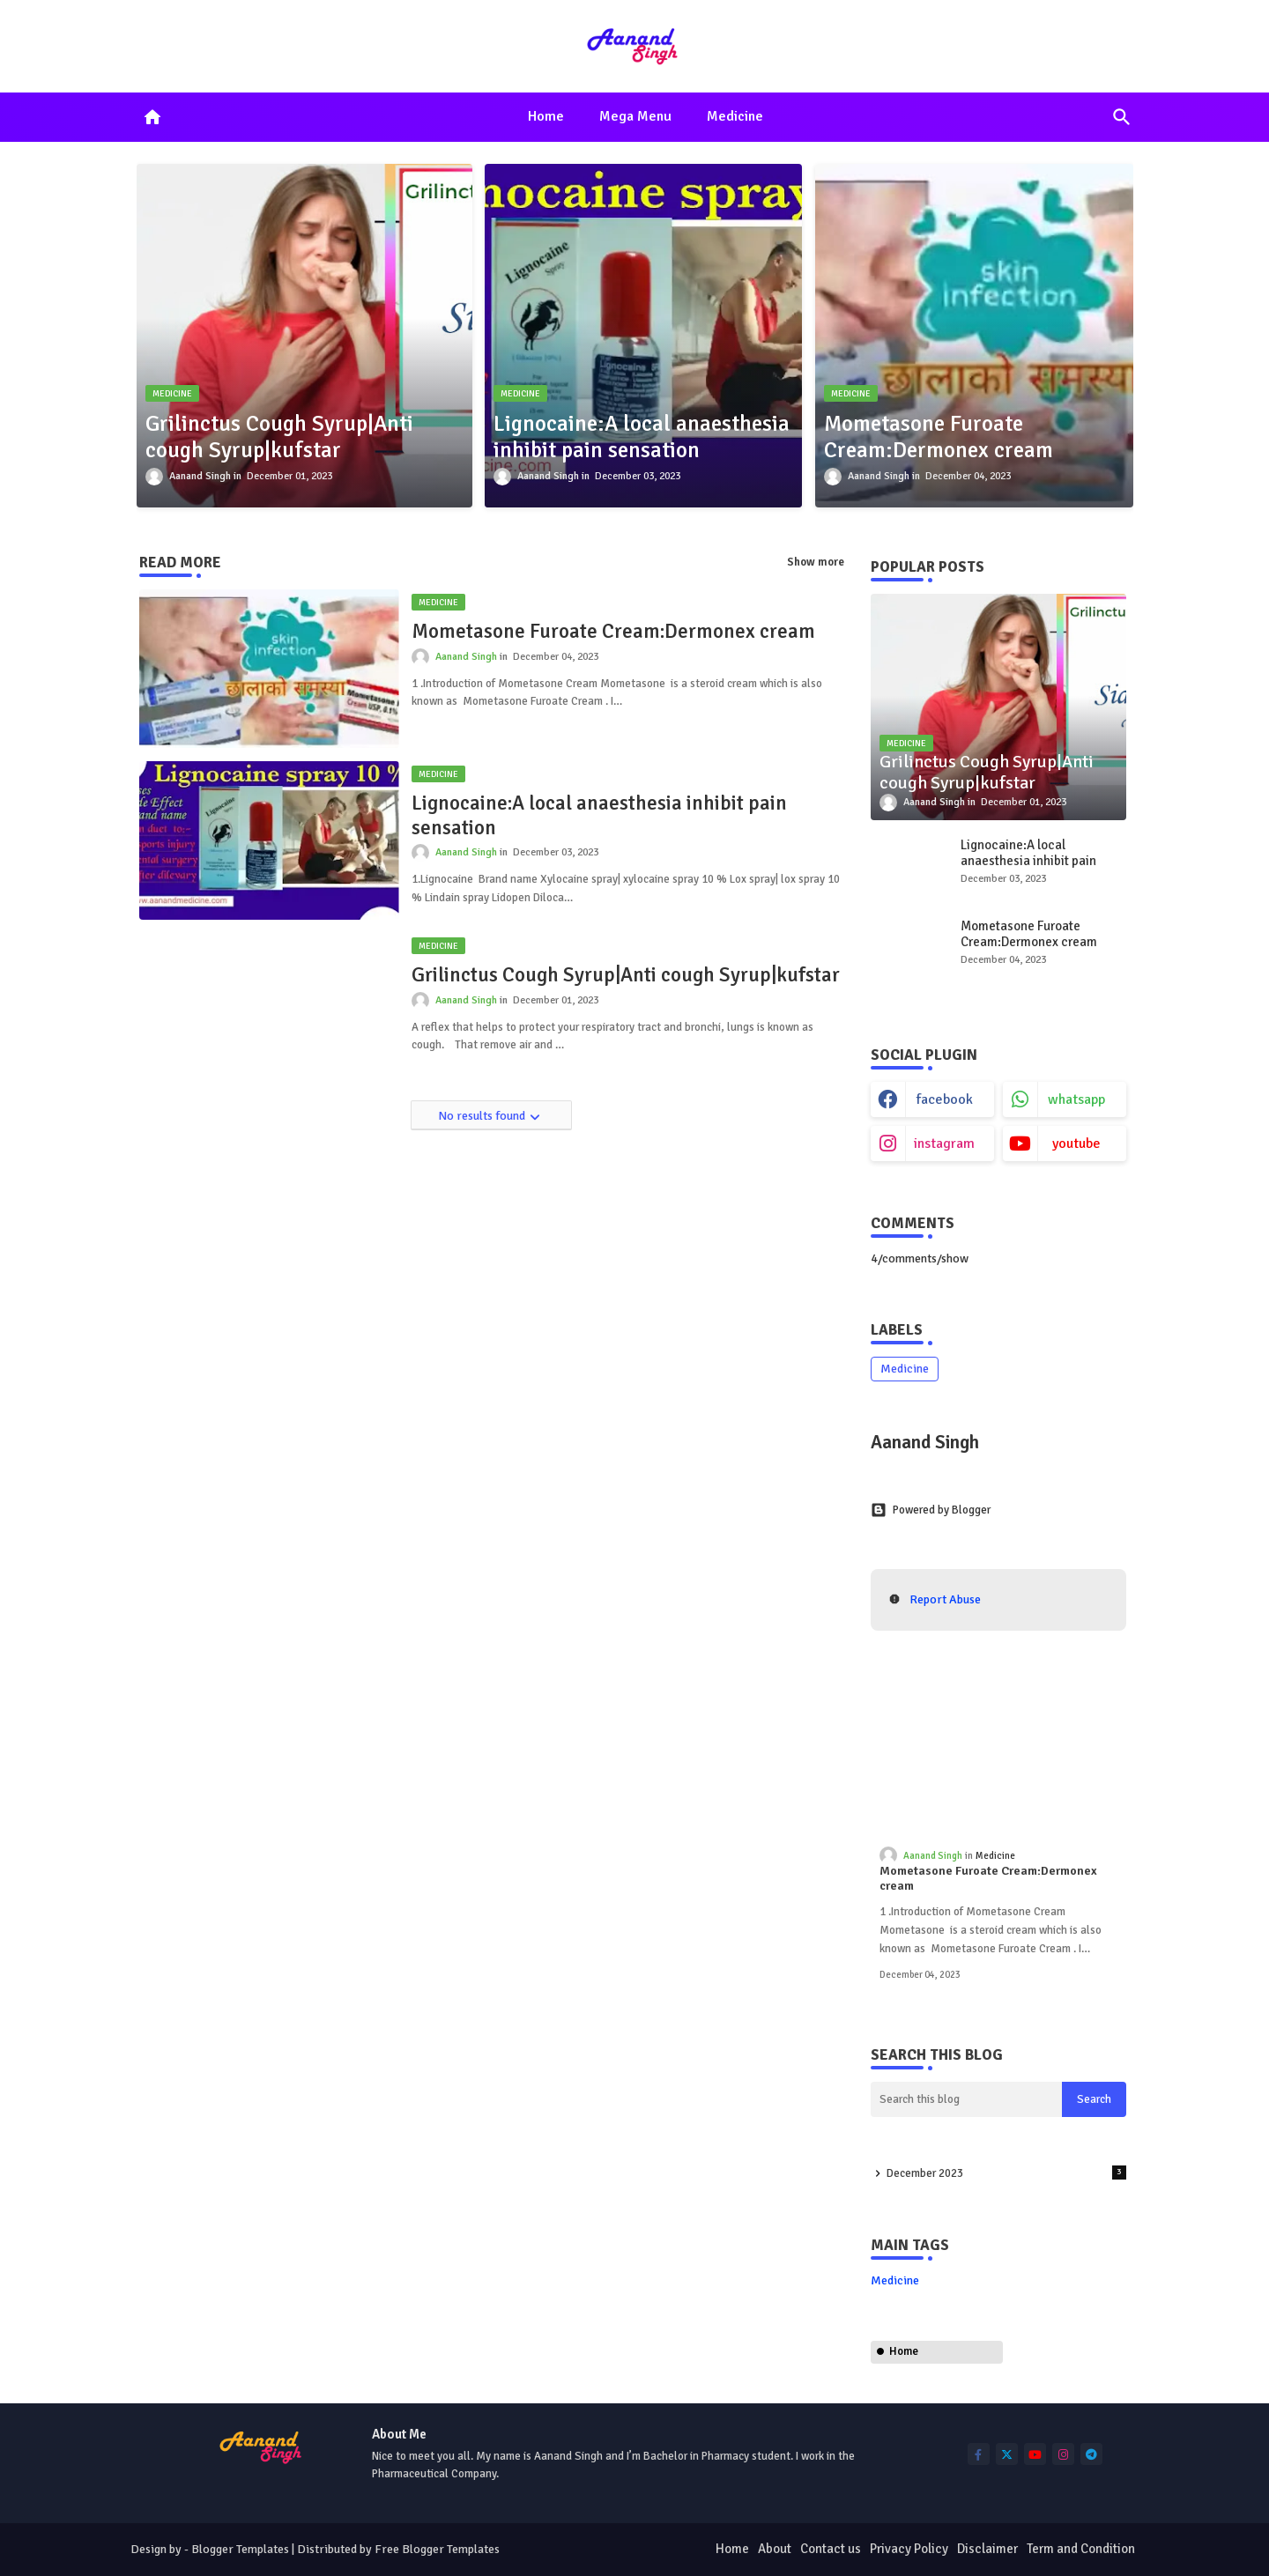 Aanand
Singh
Home Mega Menu Medicine
Grilinct
Si
MEDICINE
Grilinctus Cough Syrup|Anti
cough Syrup|kufstar
Aanand Singh in December 01, 2023
nocaine spray
Lignocaine
Spray
MEDICINE
Lignocaine:A local anaesthesia
inhibit pain sensation
Aanand Singh in December 03, 2023
skin
infection
छालाको समस्या
MEDICINE
Mometasone Furoate
Cream:Dermonex cream
Aanand Singh in December 04, 2023
READ MORE
Show more
skin
infection
छालाको समस्या
Cream USP, 0.1%
MEDICINE
Mometasone Furoate Cream:Dermonex cream
Aanand Singh in December 04, 2023
1 .Introduction of Mometasone Cream Mometasone is a steroid cream which is also
known as Mometasone Furoate Cream . I…
Lignocaine spray 10 %
MEDICINE
Lignocaine:A local anaesthesia inhibit pain
sensation
Aanand Singh in December 03, 2023
1.Lignocaine Brand name Xylocaine spray| xylocaine spray 10 % Lox spray| lox spray 10
% Lindain spray Lidopen Diloca…
MEDICINE
Grilinctus Cough Syrup|Anti cough Syrup|kufstar
Aanand Singh in December 01, 2023
A reflex that helps to protect your respiratory tract and bronchi, lungs is known as
cough. That remove air and …
No results found
POPULAR POSTS
Grilinctu
Sid
MEDICINE
Grilinctus Cough Syrup|Anti
cough Syrup|kufstar
Aanand Singh in December 01, 2023
Lignocaine:A local
anaesthesia inhibit pain
December 03, 2023
Mometasone Furoate
Cream:Dermonex cream
December 04, 2023
SOCIAL PLUGIN
facebook whatsapp
instagram youtube
COMMENTS
4/comments/show
LABELS
Medicine
Aanand Singh
Powered by Blogger
Report Abuse
Aanand Singh in Medicine
Mometasone Furoate Cream:Dermonex
cream
1 .Introduction of Mometasone Cream
Mometasone is a steroid cream which is also
known as Mometasone Furoate Cream . I…
December 04, 2023
SEARCH THIS BLOG
Search this blog Search
December 2023 3
MAIN TAGS
Medicine
Home
Aanand
Singh
About Me
Nice to meet you all. My name is Aanand Singh and I'm Bachelor in Pharmacy student. I work in the
Pharmaceutical Company.
Design by - Blogger Templates | Distributed by Free Blogger Templates
Home About Contact us Privacy Policy Disclaimer Term and Condition